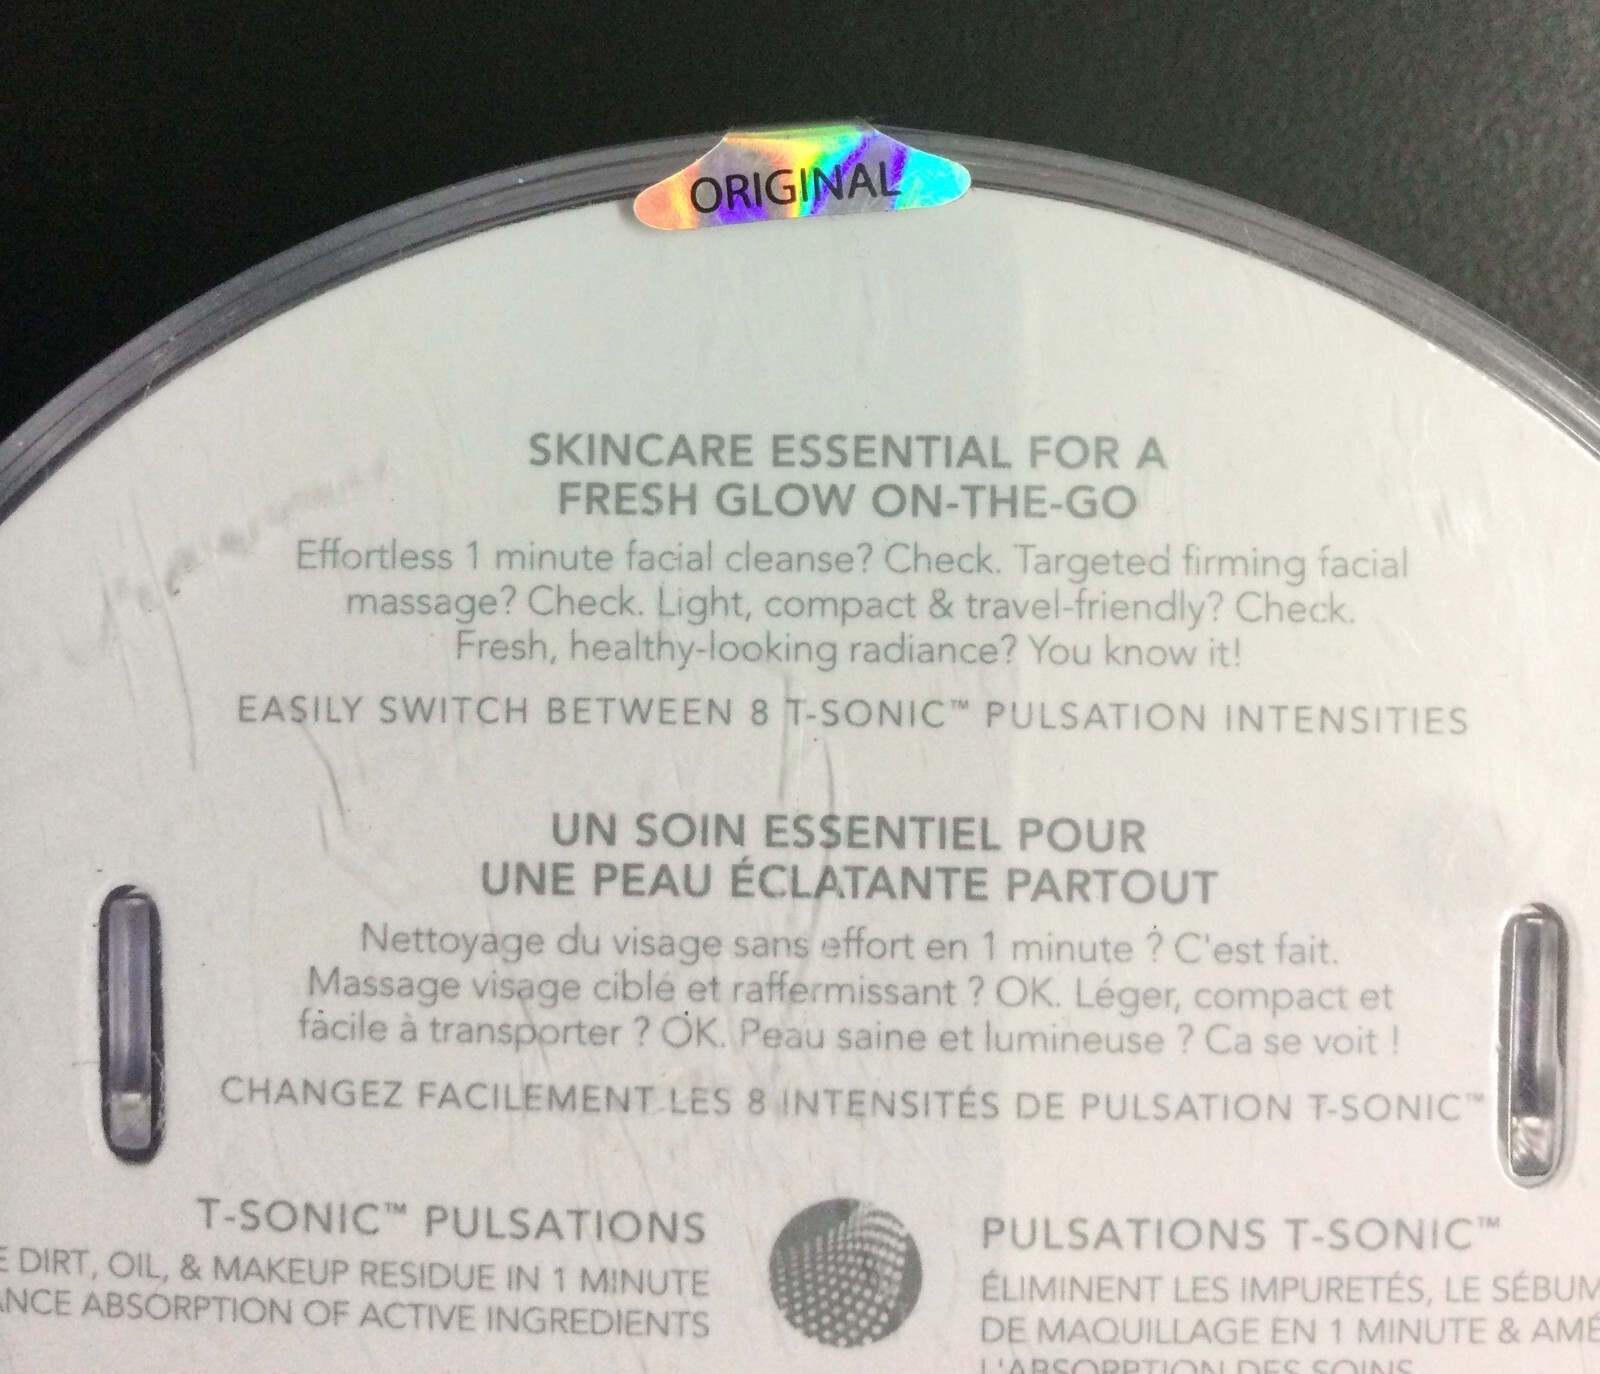 ORIGINAL
SKINCARE ESSENTIAL FOR A
FRESH GLOW ON-THE-GO
Effortless 1 minute facial cleanse? Check. Targeted firming facial
massage? Check. Light, compact & travel-friendly? Check.
Fresh, healthy-looking radiance? You know it!
EASILY SWITCH BETWEEN 8 T-SONIC™ PULSATION INTENSITIES
UN SOIN ESSENTIEL POUR
UNE PEAU ÉCLATANTE PARTOUT
Nettoyage du visage sans effort en 1 minute ? C'est fait.
Massage visage ciblé et raffermissant ? OK. Léger, compact et
facile à transporter ? OK. Peau saine et lumineuse ? Ca se voit !
CHANGEZ FACILEMENT LES 8 INTENSITÉS DE PULSATION T-SONIC™
T-SONIC™ PULSATIONS
DIRT, OIL, & MAKEUP RESIDUE IN 1 MINUTE
ABSORPTION OF ACTIVE INGREDIENTS
PULSATIONS T-SONIC™
ÉLIMINENT LES IMPURETÉS, LE SÉBUM
DE MAQUILLAGE EN 1 MINUTE & AMÉ
L'ABSORPTION DES SOINS